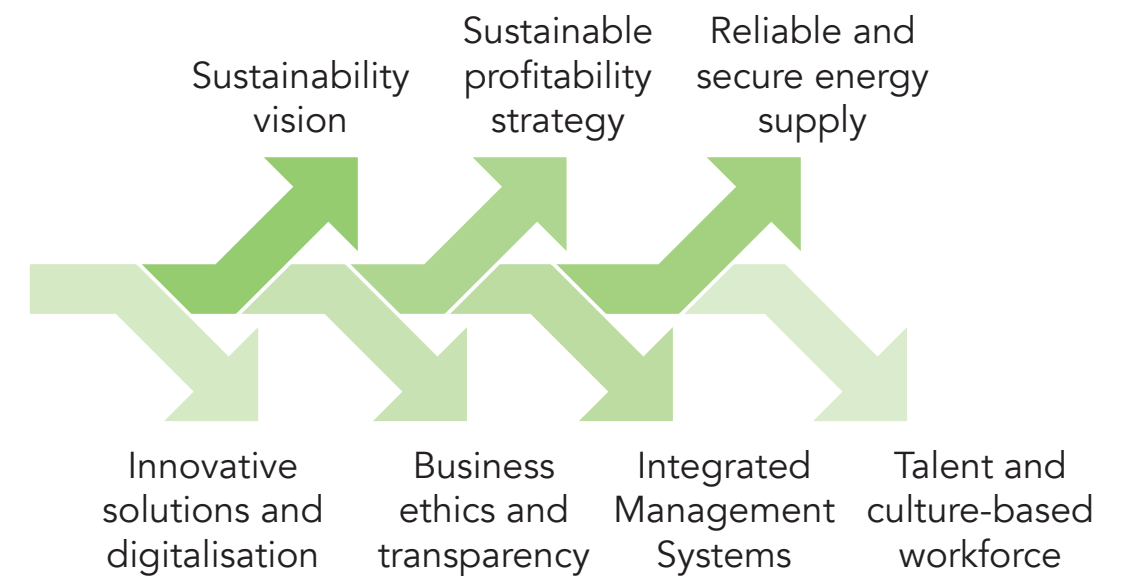 Sustainability
vision
Sustainable
profitability
strategy
Reliable and
secure energy
supply
Innovative
solutions and
digitalisation
Business
ethics and
transparency
Integrated
Management
Systems
Talent and
culture-based
workforce